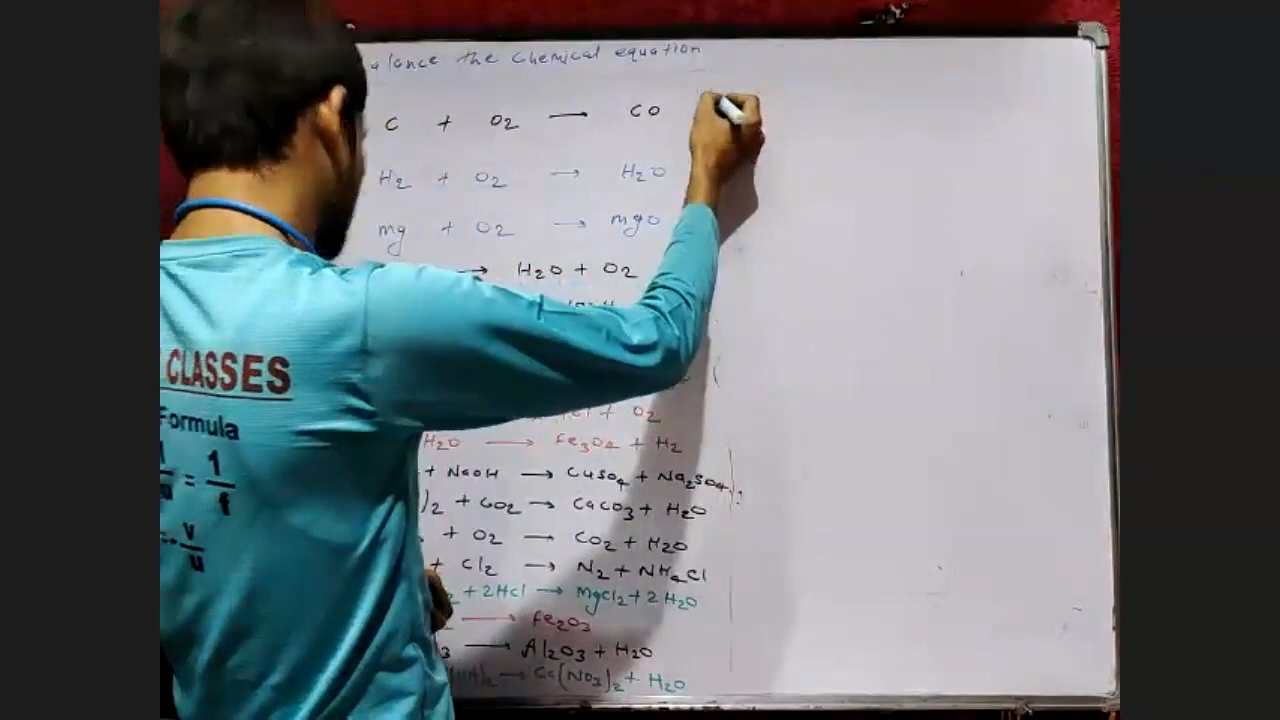 alance the chemical equation
C + O₂ → CO
H₂ + O₂ → H₂O
mg + O₂ → mgO
→ H₂O + O₂
+ O₂
H₂O → Fe₃O₄ + H₂
+ NaOH → CuSO₄ + Na₂SO₄ ?
)₂ + CO₂ → CaCO₃ + H₂O
+ O₂ → CO₂ + H₂O
+ Cl₂ → N₂ + NH₄Cl
₂ + 2HCl → MgCl₂ + 2H₂O
→ Fe₂O₃
₃ → Al₂O₃ + H₂O
)₂ → Ca(NO₃)₂ + H₂O
CLASSES
Formula
= 1/f
v/u